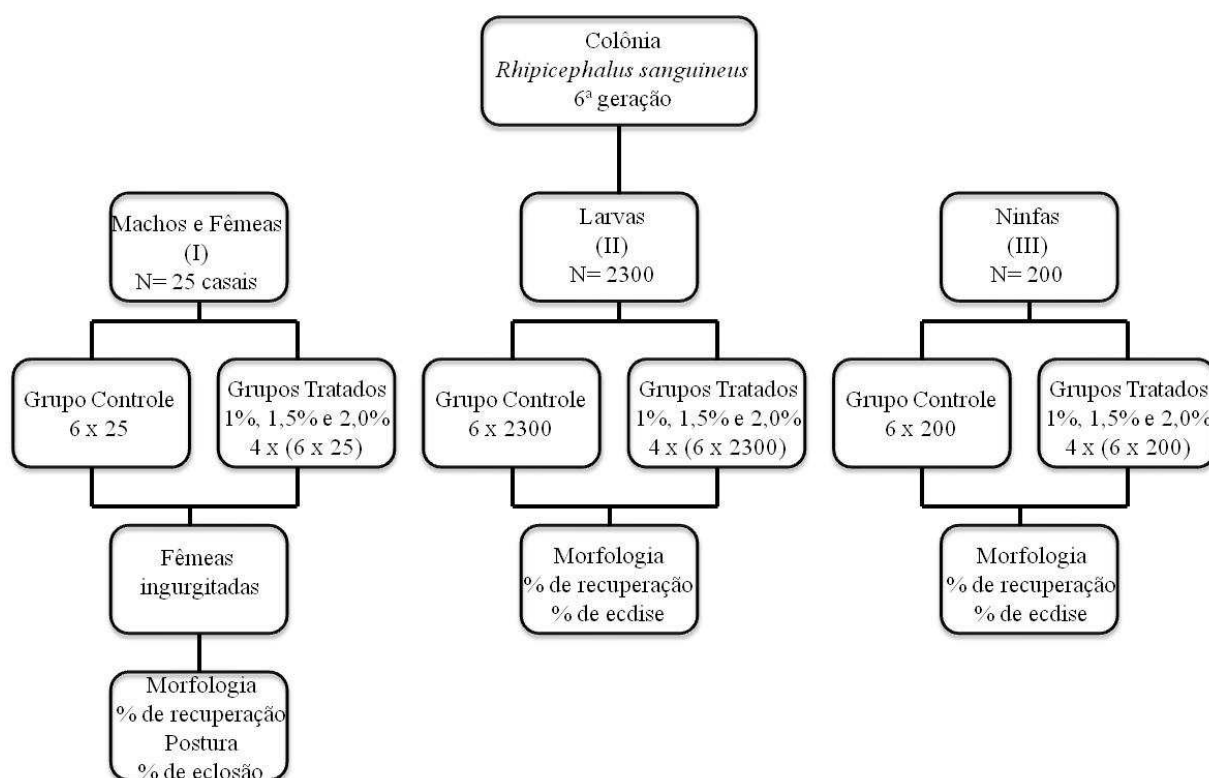 Colônia
Rhipicephalus sanguineus
6ª geração
Machos e Fêmeas
(I)
N= 25 casais
Larvas
(II)
N= 2300
Ninfas
(III)
N= 200
Grupo Controle
6 x 25
Grupos Tratados
1%, 1,5% e 2,0%
4 x (6 x 25)
Grupo Controle
6 x 2300
Grupos Tratados
1%, 1,5% e 2,0%
4 x (6 x 2300)
Grupo Controle
6 x 200
Grupos Tratados
1%, 1,5% e 2,0%
4 x (6 x 200)
Fêmeas
ingurgitadas
Morfologia
% de recuperação
% de ecdise
Morfologia
% de recuperação
% de ecdise
Morfologia
% de recuperação
Postura
% de eclosão